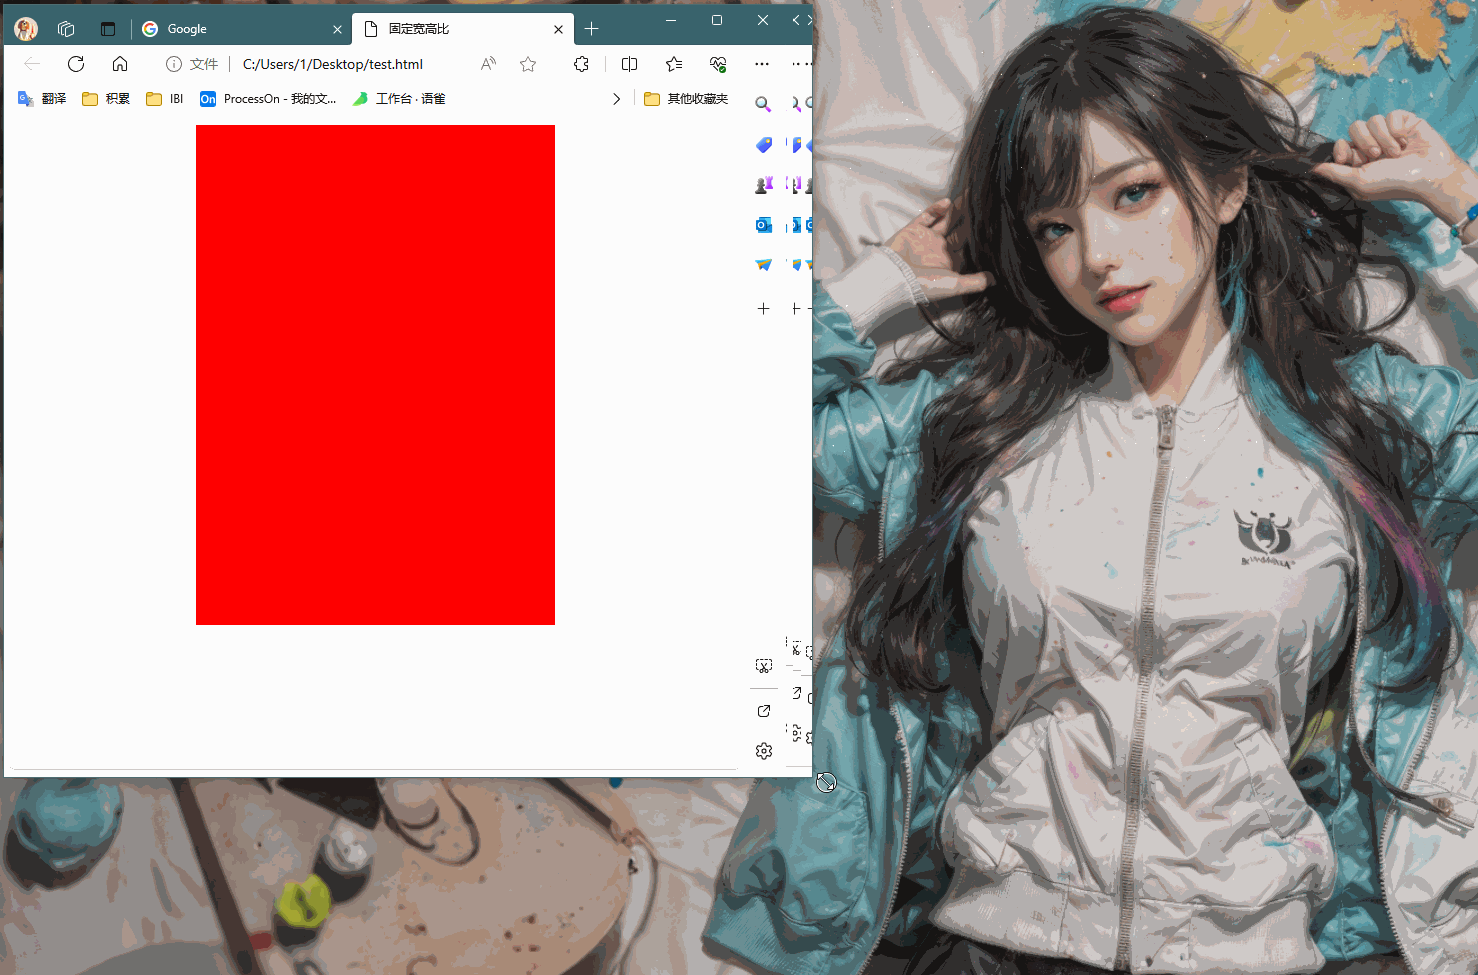 Google
固定宽高比
文件
C:/Users/1/Desktop/test.html
翻译
积累
IBI
On
ProcessOn - 我的文...
工作台 · 语雀
其他收藏夹